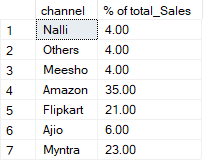 channel % of total_Sales
1 Nalli 4.00
2 Others 4.00
3 Meesho 4.00
4 Amazon 35.00
5 Flipkart 21.00
6 Ajio 6.00
7 Myntra 23.00